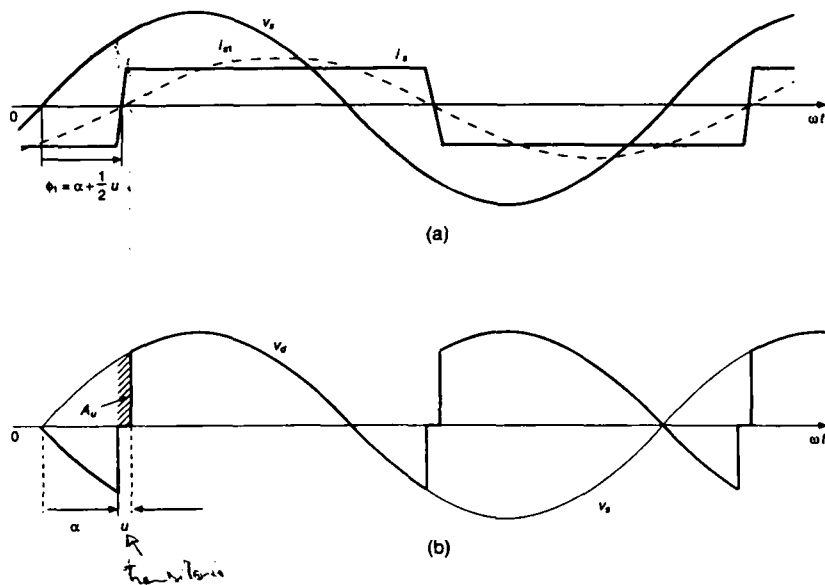 v_s
i_s1
i_s
0
ωt
ϕ₁ = α + 1/2 u
(a)
v_d
A_u
0
ωt
v_s
α u
(b)